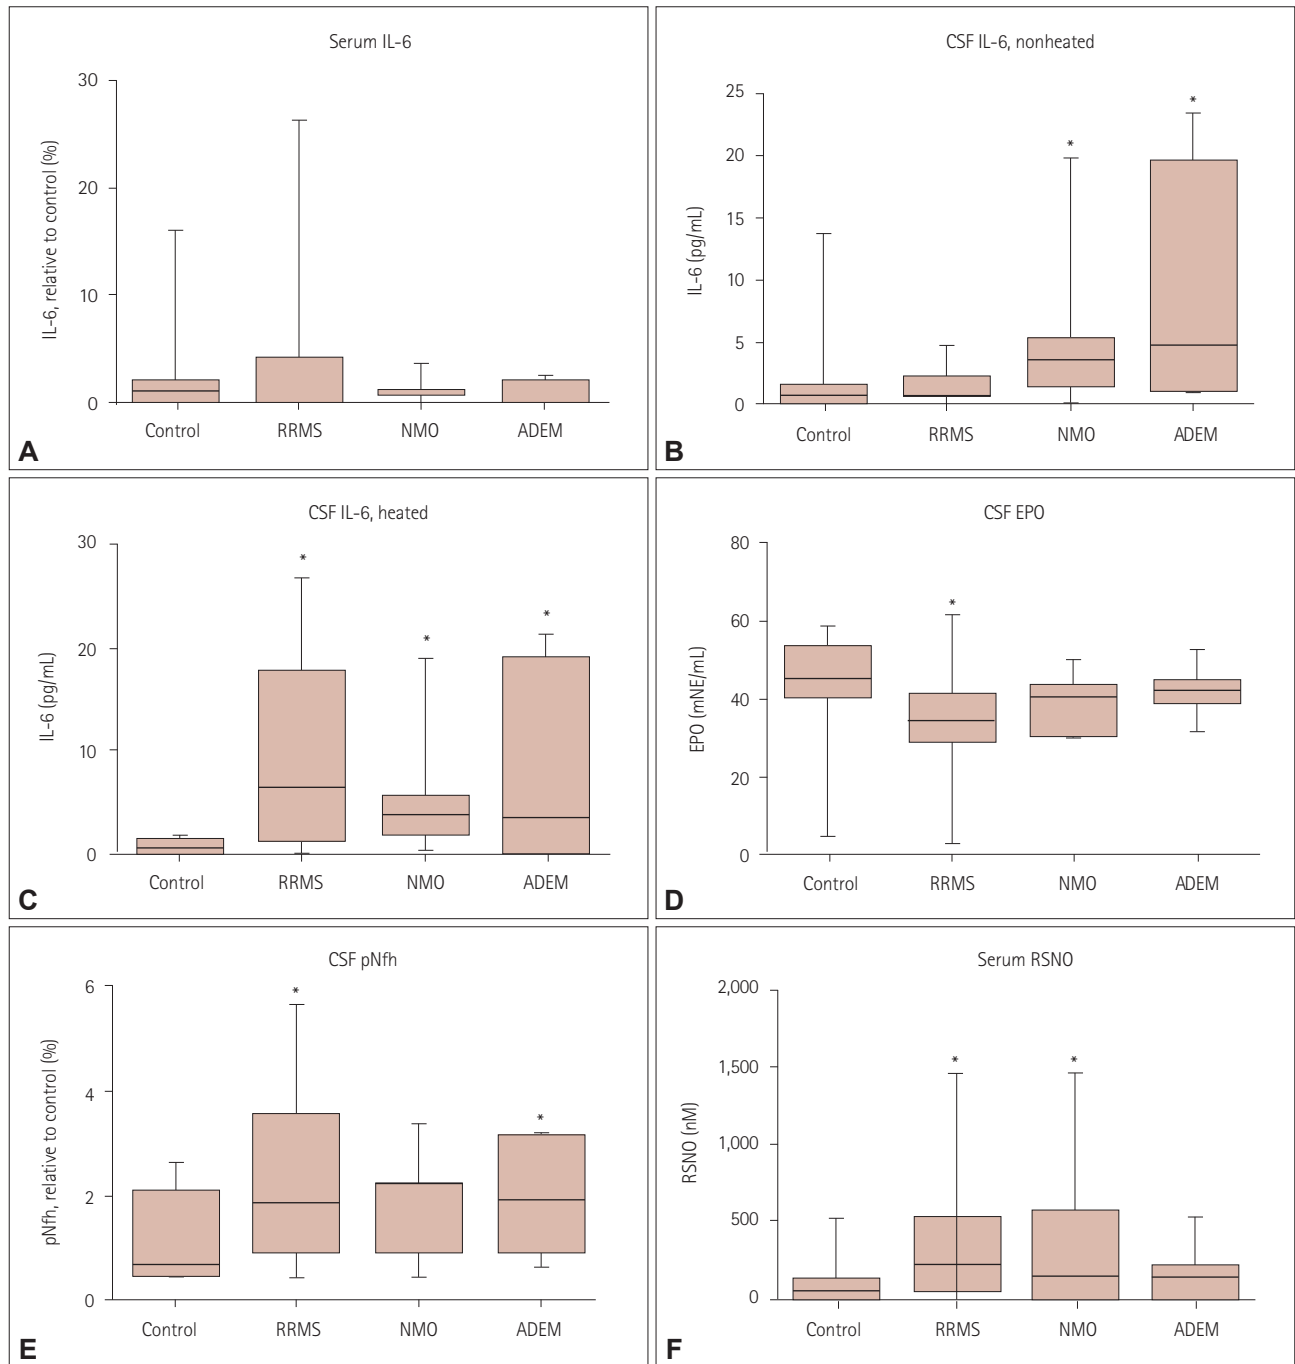 Serum IL-6
IL-6, relative to control (%)
30
20
10
0
Control RRMS NMO ADEM
A
CSF IL-6, nonheated
IL-6 (pg/mL)
25
20
15
10
5
0
* *
Control RRMS NMO ADEM
B
CSF IL-6, heated
IL-6 (pg/mL)
30
20
10
0
* * *
Control RRMS NMO ADEM
C
CSF EPO
EPO (mNE/mL)
80
60
40
20
0
*
Control RRMS NMO ADEM
D
CSF pNfh
pNfh, relative to control (%)
6
4
2
0
* *
Control RRMS NMO ADEM
E
Serum RSNO
RSNO (nM)
2,000
1,500
1,000
500
0
* *
Control RRMS NMO ADEM
F